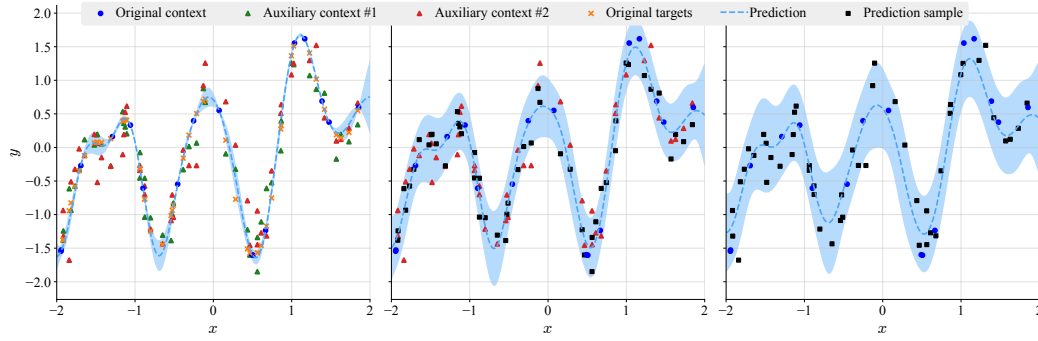 Original context Auxiliary context #1 Auxiliary context #2 Original targets Prediction Prediction sample
2.0
1.5
1.0
0.5
y 0.0
−0.5
−1.0
−1.5
−2.0
−2 −1 0 1 2 −2 −1 0 1 2 −2 −1 0 1 2
x x x